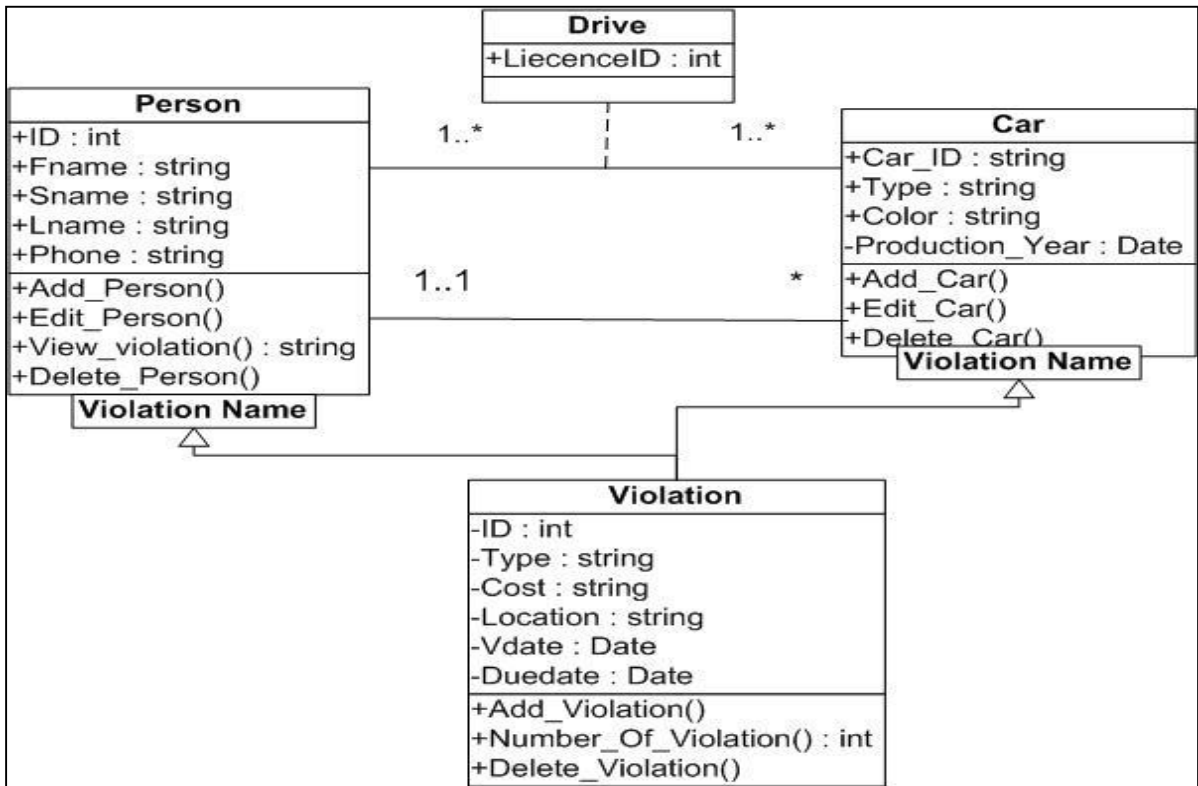 Drive
+LiecenceID : int
Person
+ID : int
+Fname : string
+Sname : string
+Lname : string
+Phone : string
+Add_Person()
+Edit_Person()
+View_violation() : string
+Delete_Person()
Violation Name
1..*
1..*
1..1
*
Car
+Car_ID : string
+Type : string
+Color : string
-Production_Year : Date
+Add_Car()
+Edit_Car()
+Delete_Car()
Violation Name
Violation
-ID : int
-Type : string
-Cost : string
-Location : string
-Vdate : Date
-Duedate : Date
+Add_Violation()
+Number_Of_Violation() : int
+Delete_Violation()